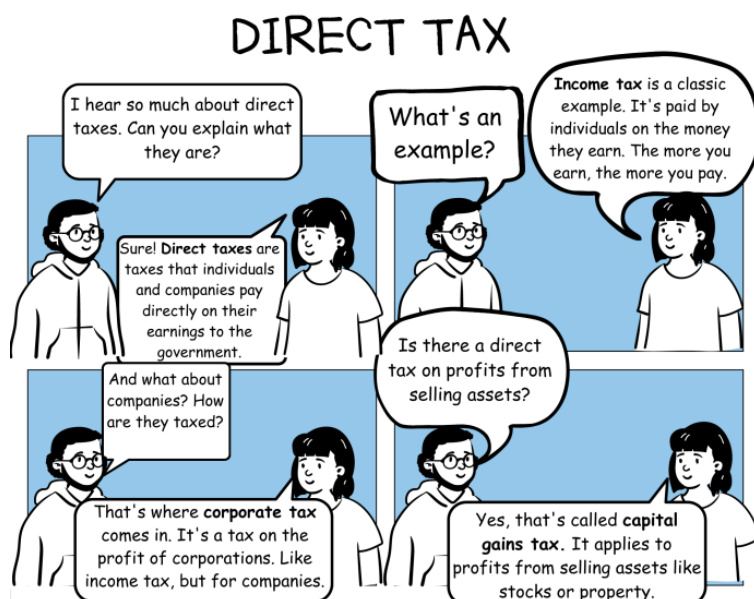 DIRECT TAX
I hear so much about direct
taxes. Can you explain what
they are?
Sure! Direct taxes are
taxes that individuals
and companies pay
directly on their
earnings to the
government.
What's an
example?
Income tax is a classic
example. It's paid by
individuals on the money
they earn. The more you
earn, the more you pay.
And what about
companies? How
are they taxed?
That's where corporate tax
comes in. It's a tax on the
profit of corporations. Like
income tax, but for companies.
Is there a direct
tax on profits from
selling assets?
Yes, that's called capital
gains tax. It applies to
profits from selling assets like
stocks or property.